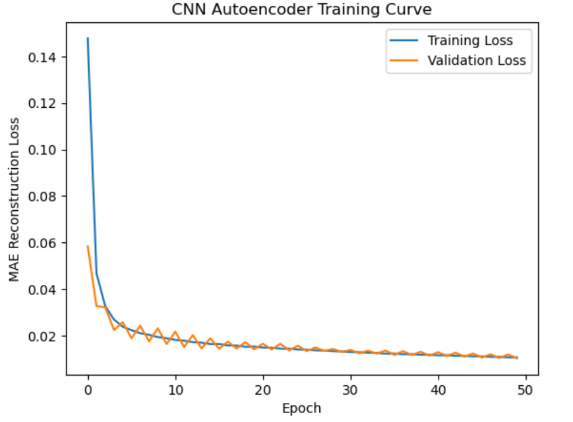 CNN Autoencoder Training Curve
Training Loss
Validation Loss
MAE Reconstruction Loss
0.14
0.12
0.10
0.08
0.06
0.04
0.02
0 10 20 30 40 50
Epoch